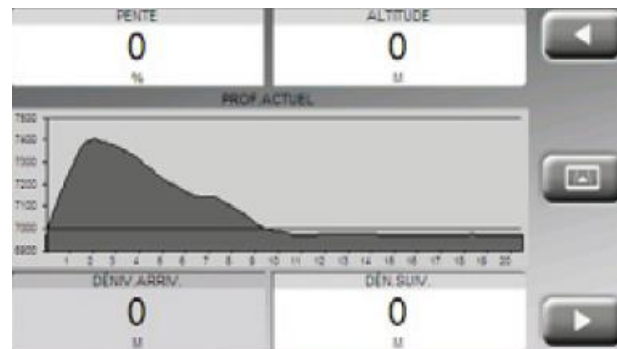 PENTE
0
%
ALTITUDE
0
M
PROF.ACTUEL
7500
7400
7300
7200
7100
7000
6900
1 2 3 4 5 6 7 8 9 10 11 12 13 14 15 16 17 18 19 20
DÉNIV.ARRIV.
0
M
DÉN.SUIV.
0
M